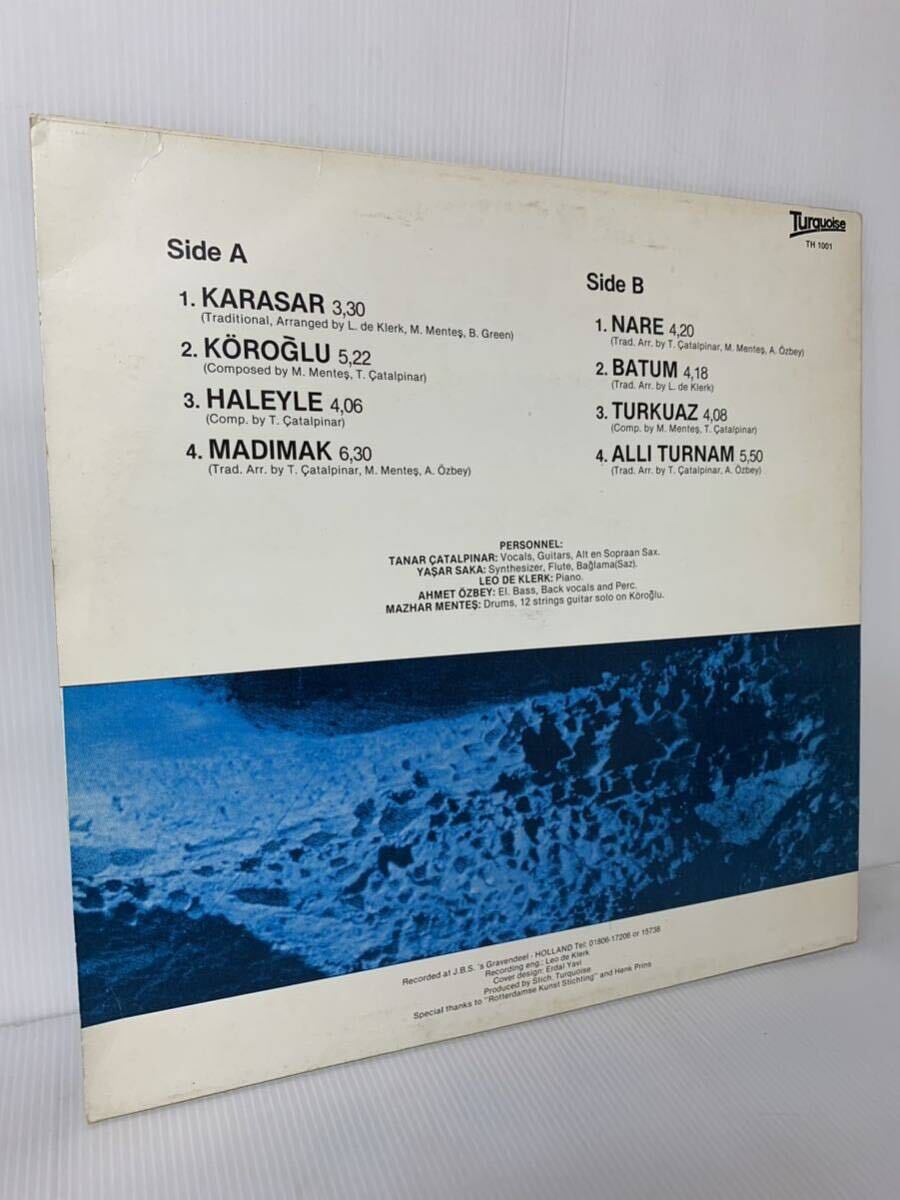 Turquoise
TH 1001
Side A
1. KARASAR 3,30
(Traditional, Arranged by L. de Klerk, M. Menteş, B. Green)
2. KÖROĞLU 5,22
(Composed by M. Menteş, T. Çatalpinar)
3. HALEYLE 4,06
(Comp. by T. Çatalpinar)
4. MADIMAK 6,30
(Trad. Arr. by T. Çatalpinar, M. Menteş, A. Özbey)
Side B
1. NARE 4,20
(Trad. Arr. by T. Çatalpinar, M. Menteş, A. Özbey)
2. BATUM 4,18
(Trad. Arr. by L. de Klerk)
3. TURKUAZ 4,08
(Comp. by M. Menteş, T. Çatalpinar)
4. ALLI TURNAM 5,50
(Trad. Arr. by T. Çatalpinar, A. Özbey)
PERSONNEL:
TANAR ÇATALPINAR: Vocals, Guitars, Alt en Sopraan Sax.
YAŞAR SAKA: Synthesizer, Flute, Bağlama(Saz).
LEO DE KLERK: Piano.
AHMET ÖZBEY: El. Bass, Back vocals and Perc.
MAZHAR MENTEŞ: Drums, 12 strings guitar solo on Köroğlu.
Recorded at J.B.S. 's Gravendeel - HOLLAND Tel: 01806-17206 or 15738
Recording eng.: Leo de Klerk
Cover design: Erdal Yavi
Produced by Stich. Turquoise
Special thanks to "Rotterdamse Kunst Stichting" and Henk Prins